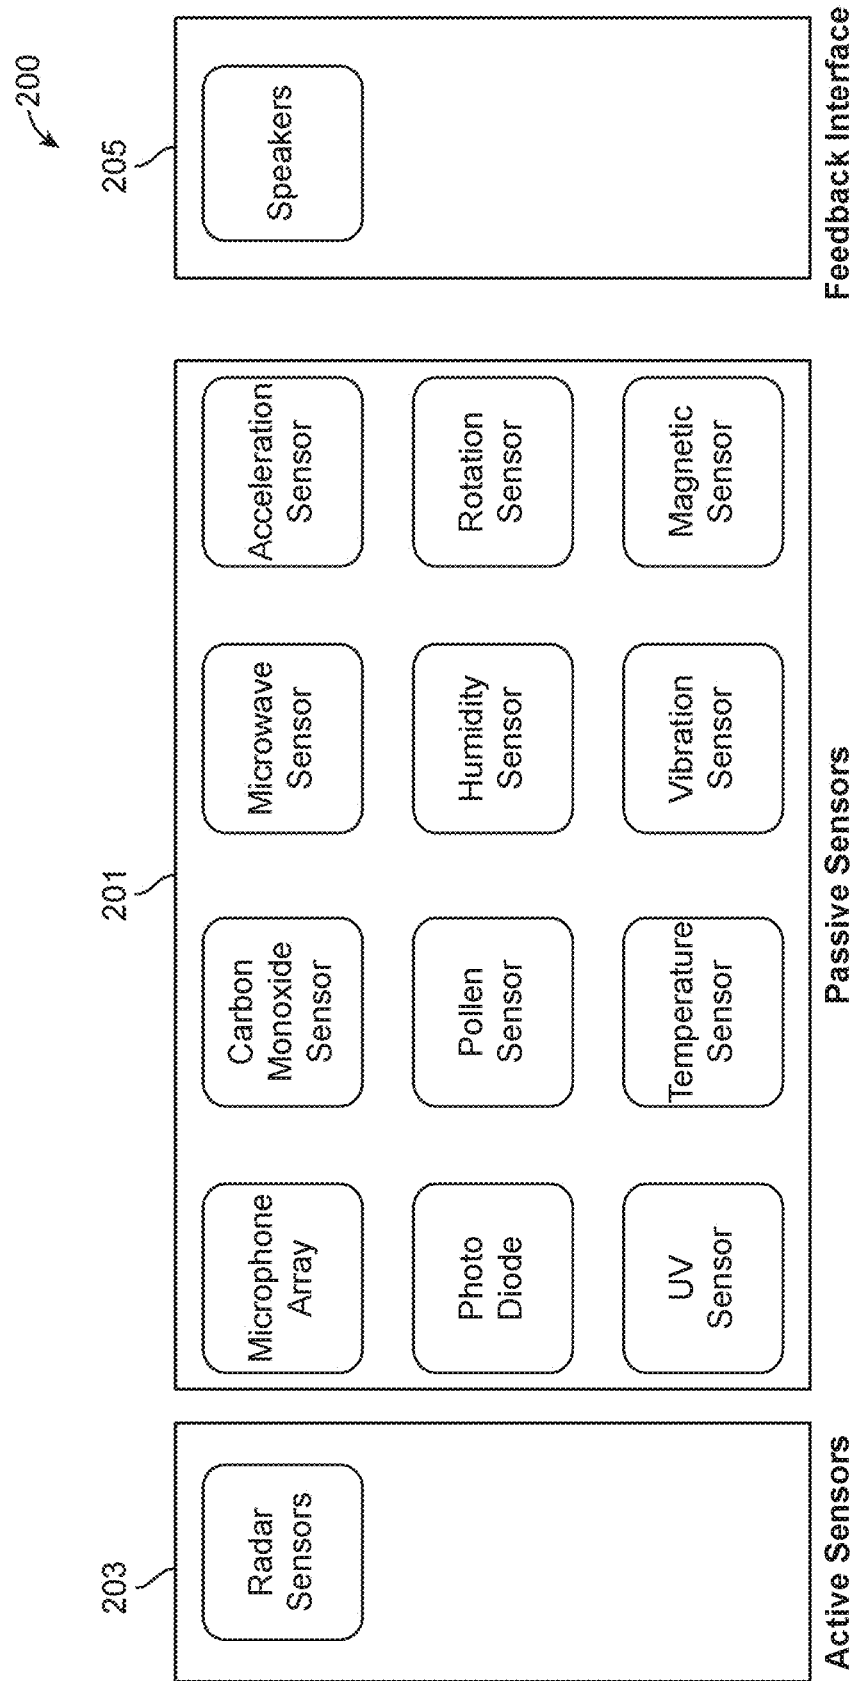 200
203
Radar
Sensors
Active Sensors
201
Microphone
Array
Carbon
Monoxide
Sensor
Microwave
Sensor
Acceleration
Sensor
Photo
Diode
Pollen
Sensor
Humidity
Sensor
Rotation
Sensor
UV
Sensor
Temperature
Sensor
Vibration
Sensor
Magnetic
Sensor
Passive Sensors
205
Speakers
Feedback Interface